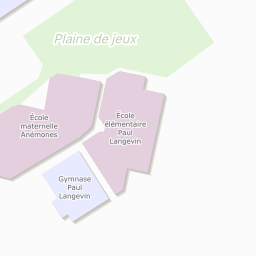 Plaine de jeux
École
maternelle
Anémones
École
élémentaire
Paul
Langevin
Gymnase
Paul
Langevin